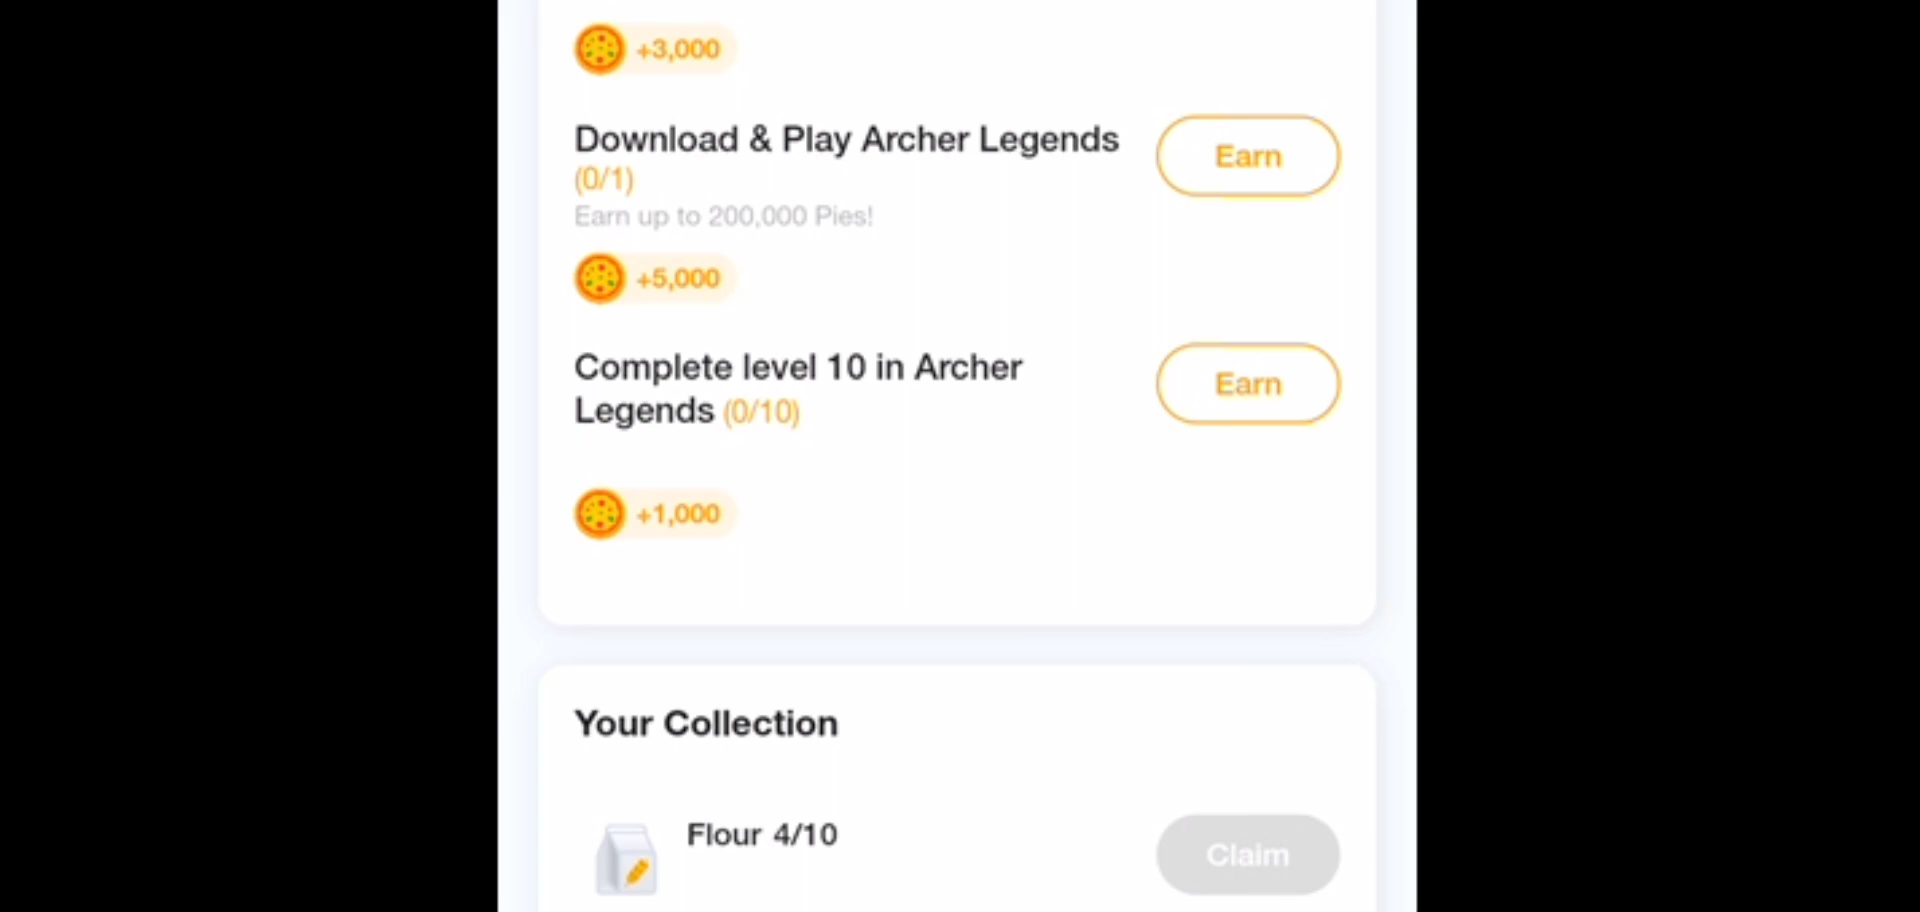 +3,000
Download & Play Archer Legends
(0/1)
Earn
Earn up to 200,000 Pies!
+5,000
Complete level 10 in Archer
Legends (0/10)
Earn
+1,000
Your Collection
Flour 4/10
Claim